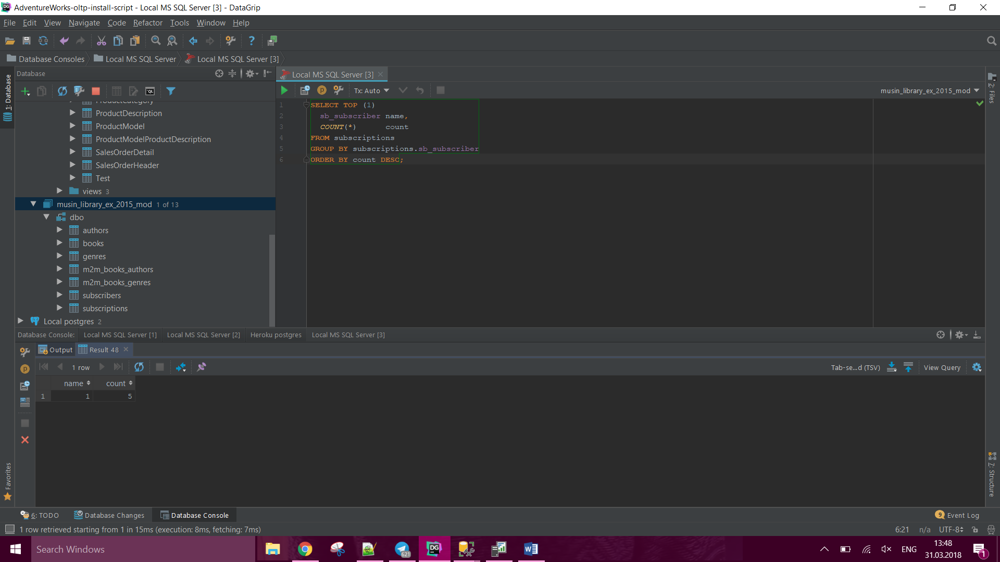 AdventureWorks-oltp-install-script - Local MS SQL Server [3] - DataGrip
File Edit View Navigate Code Refactor Tools Window Help
Database Consoles Local MS SQL Server Local MS SQL Server [3]
Database
Local MS SQL Server [3]
1: Database
2: Files
Tx: Auto
musin_library_ex_2015_mod
ProductCategory
ProductDescription
ProductModel
ProductModelProductDescription
SalesOrderDetail
SalesOrderHeader
Test
views 3
musin_library_ex_2015_mod 1 of 13
dbo
authors
books
genres
m2m_books_authors
m2m_books_genres
subscribers
subscriptions
Local postgres 2
1 SELECT TOP (1)
2 sb_subscriber name,
3 COUNT(*) count
4 FROM subscriptions
5 GROUP BY subscriptions.sb_subscriber
6 ORDER BY count DESC;
Database Console: Local MS SQL Server [1] Local MS SQL Server [2] Heroku postgres Local MS SQL Server [3]
Output Result 48
1 row
Tab-se...d (TSV) View Query
name count
1 1 5
Favorites
7: Structure
6: TODO Database Changes Database Console
9 Event Log
1 row retrieved starting from 1 in 15ms (execution: 8ms, fetching: 7ms)
6:21 n/a UTF-8
Search Windows
621
DG
ENG
13:48
31.03.2018
1